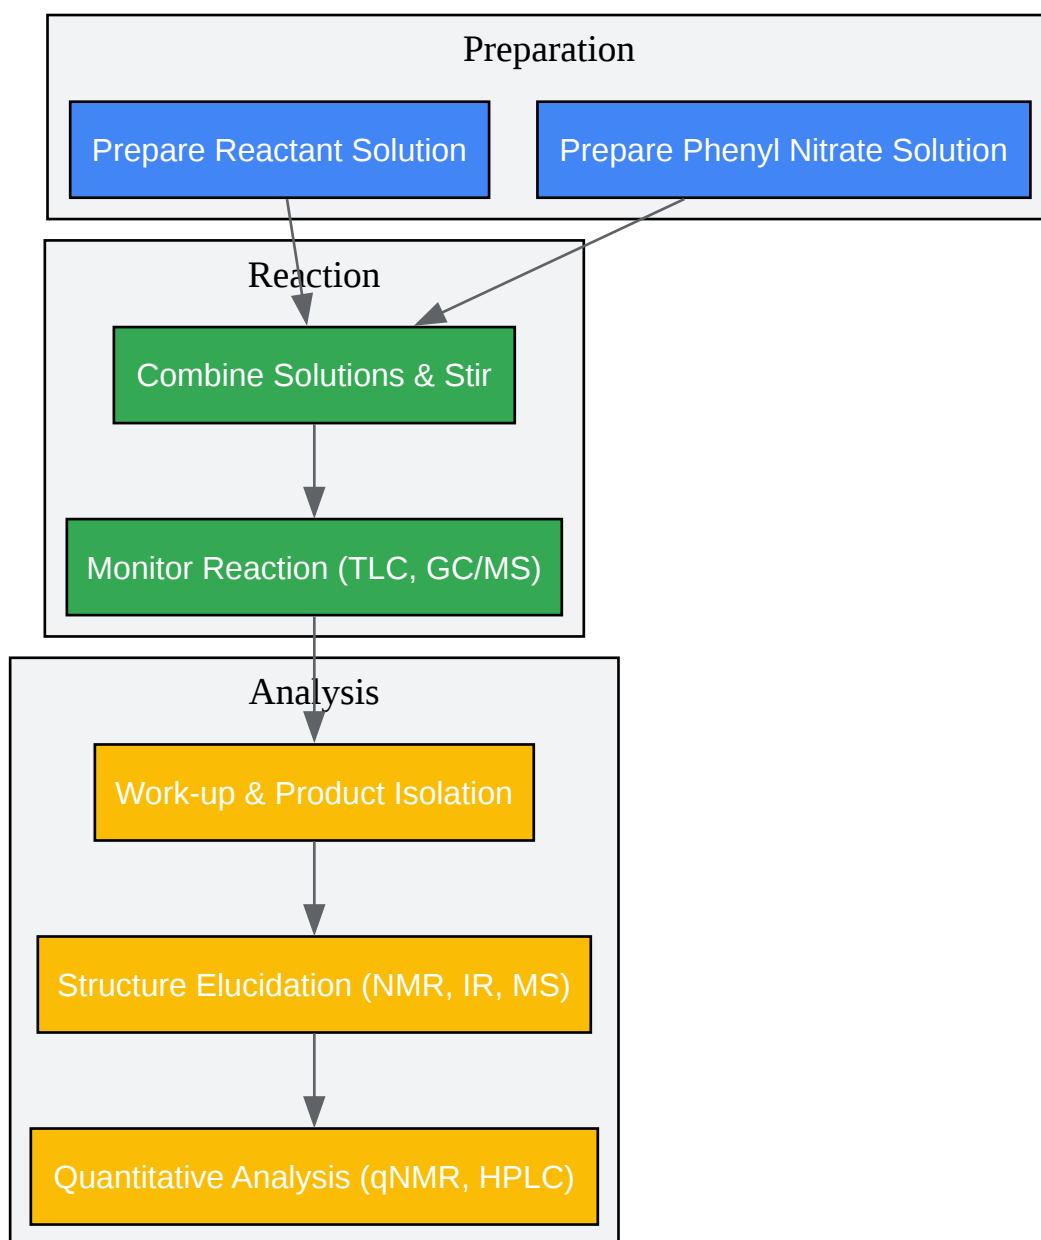 Preparation
Prepare Reactant Solution
Prepare Phenyl Nitrate Solution
Reaction
Combine Solutions & Stir
Monitor Reaction (TLC, GC/MS)
Analysis
Work-up & Product Isolation
Structure Elucidation (NMR, IR, MS)
Quantitative Analysis (qNMR, HPLC)